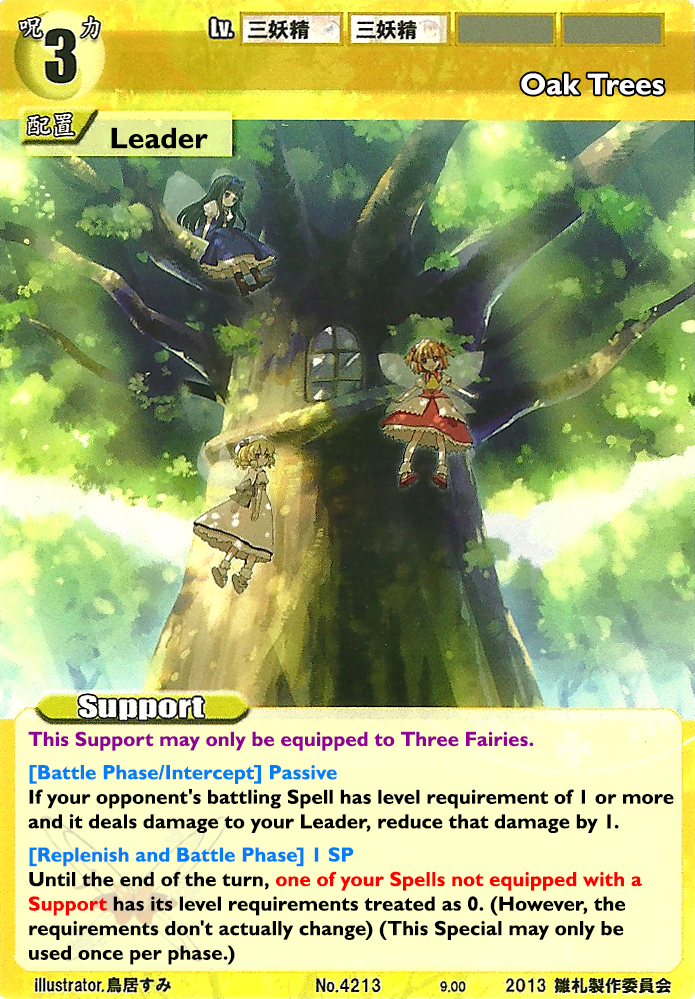 呪 3 力
Lv. 三妖精 三妖精
Oak Trees
配置 Leader
Support
This Support may only be equipped to Three Fairies.
[Battle Phase/Intercept] Passive
If your opponent's battling Spell has level requirement of 1 or more
and it deals damage to your Leader, reduce that damage by 1.
[Replenish and Battle Phase] 1 SP
Until the end of the turn, one of your Spells not equipped with a
Support has its level requirements treated as 0. (However, the
requirements don't actually change) (This Special may only be
used once per phase.)
illustrator.鳥居すみ No.4213 9.00 2013 雛札製作委員会